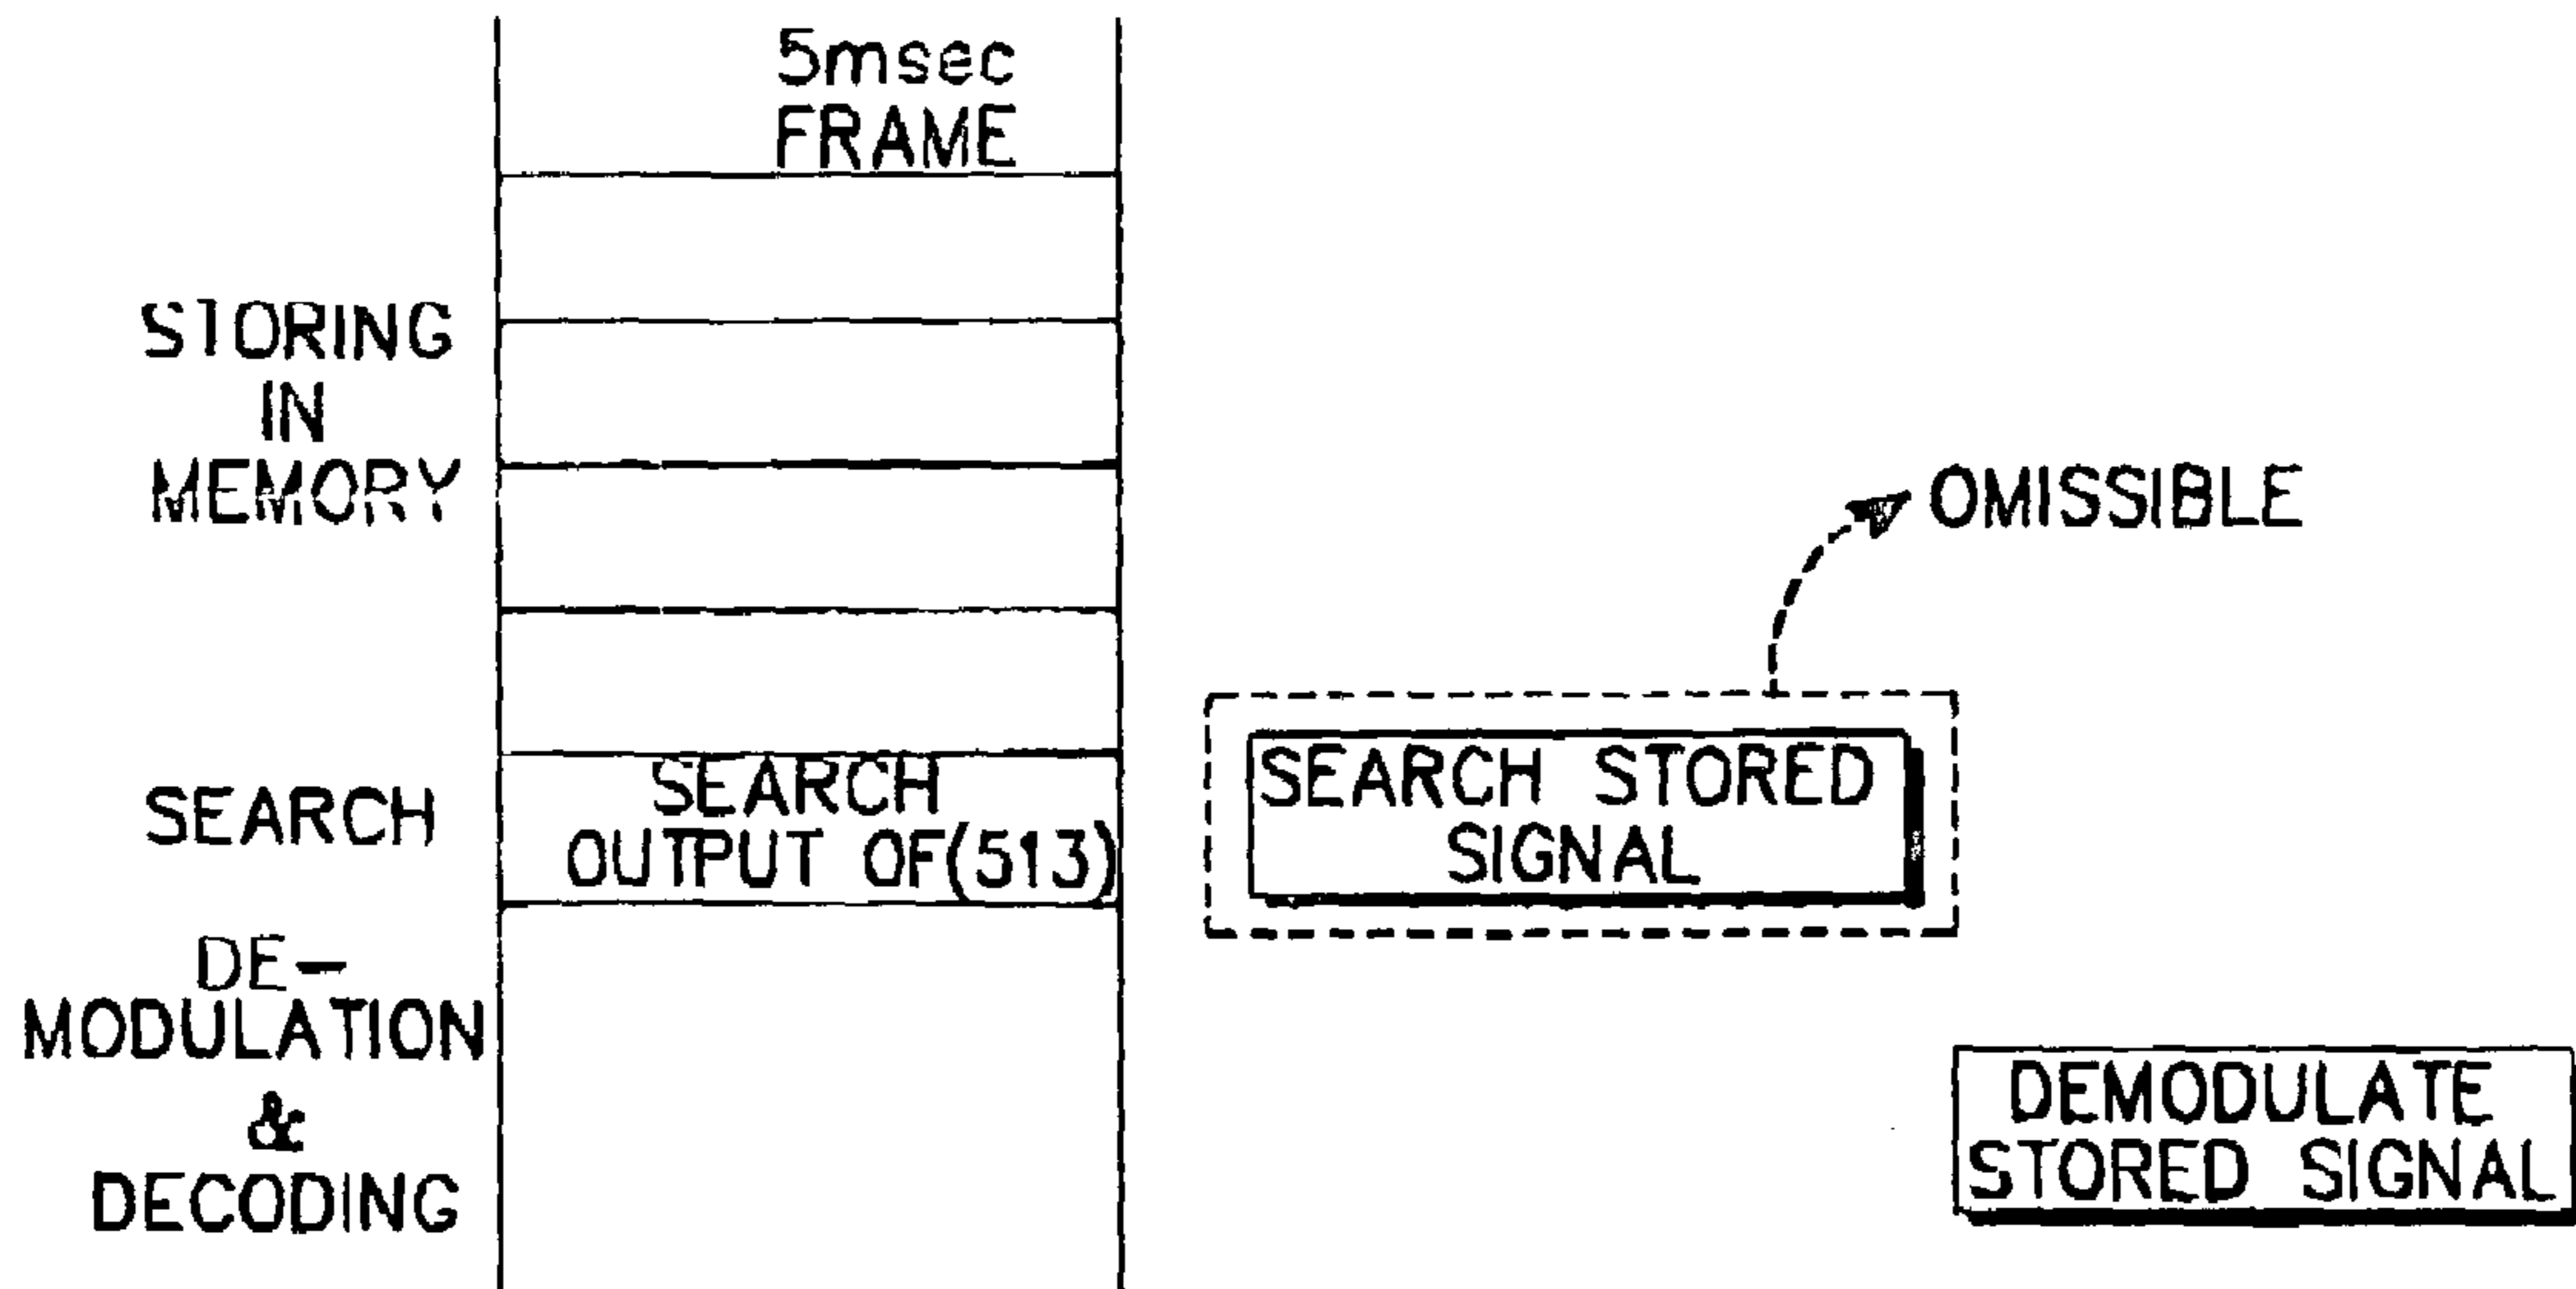 5msec
FRAME
STORING
IN
MEMORY
OMISSIBLE
SEARCH
SEARCH
OUTPUT OF(513)
SEARCH STORED
SIGNAL
DE-
MODULATION
&
DECODING
DEMODULATE
STORED SIGNAL